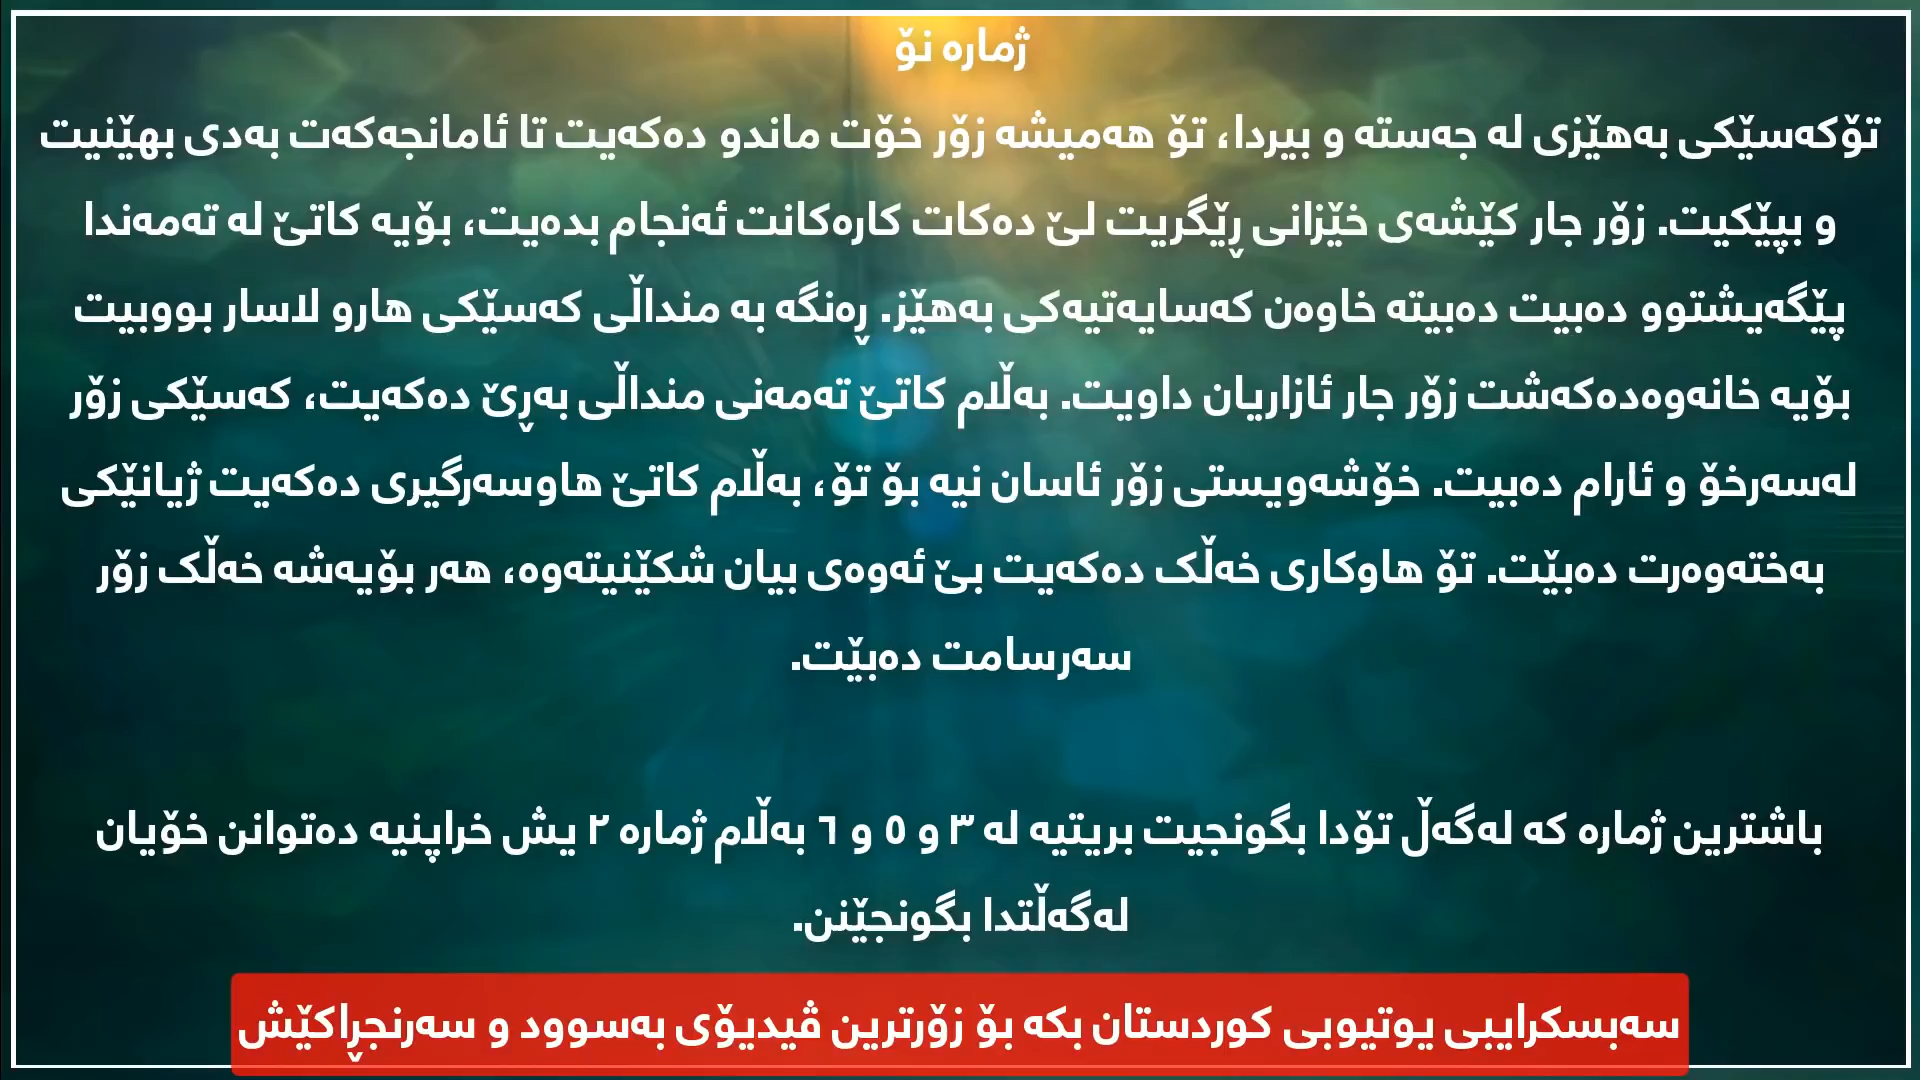 ژمارە نۆ
تۆکەسێکی بەهێزی لە جەستە و بیردا، تۆ هەمیشە زۆر خۆت ماندو دەکەیت تا ئامانجەکەت بەدی بهێنیت
و بپێکیت. زۆر جار کێشەی خێزانی ڕێگریت لێ دەکات کارەکانت ئەنجام بدەیت، بۆیە کاتێ لە تەمەندا
پێگەیشتوو دەبیت دەبیتە خاوەن کەسایەتیەکی بەهێز. ڕەنگە بە منداڵی کەسێکی هارو لاسار بووبیت
بۆیە خانەوەدەکەشت زۆر جار ئازاریان داویت. بەڵام کاتێ تەمەنی منداڵی بەڕێ دەکەیت، کەسێکی زۆر
لەسەرخۆ و ئارام دەبیت. خۆشەویستی زۆر ئاسان نیە بۆ تۆ، بەڵام کاتێ هاوسەرگیری دەکەیت ژیانێکی
بەختەوەرت دەبێت. تۆ هاوکاری خەڵک دەکەیت بێ ئەوەی بیان شکێنیتەوە، هەر بۆیەشە خەڵک زۆر
سەرسامت دەبێت.
باشترین ژمارە کە لەگەڵ تۆدا بگونجیت بریتیە لە ٣ و ٥ و ٦ بەڵام ژمارە ٢ یش خراپنیە دەتوانن خۆیان
لەگەڵتدا بگونجێنن.
سەبسکرایبی یوتیوبی کوردستان بکە بۆ زۆرترین ڤیدیۆی بەسوود و سەرنجڕاکێش